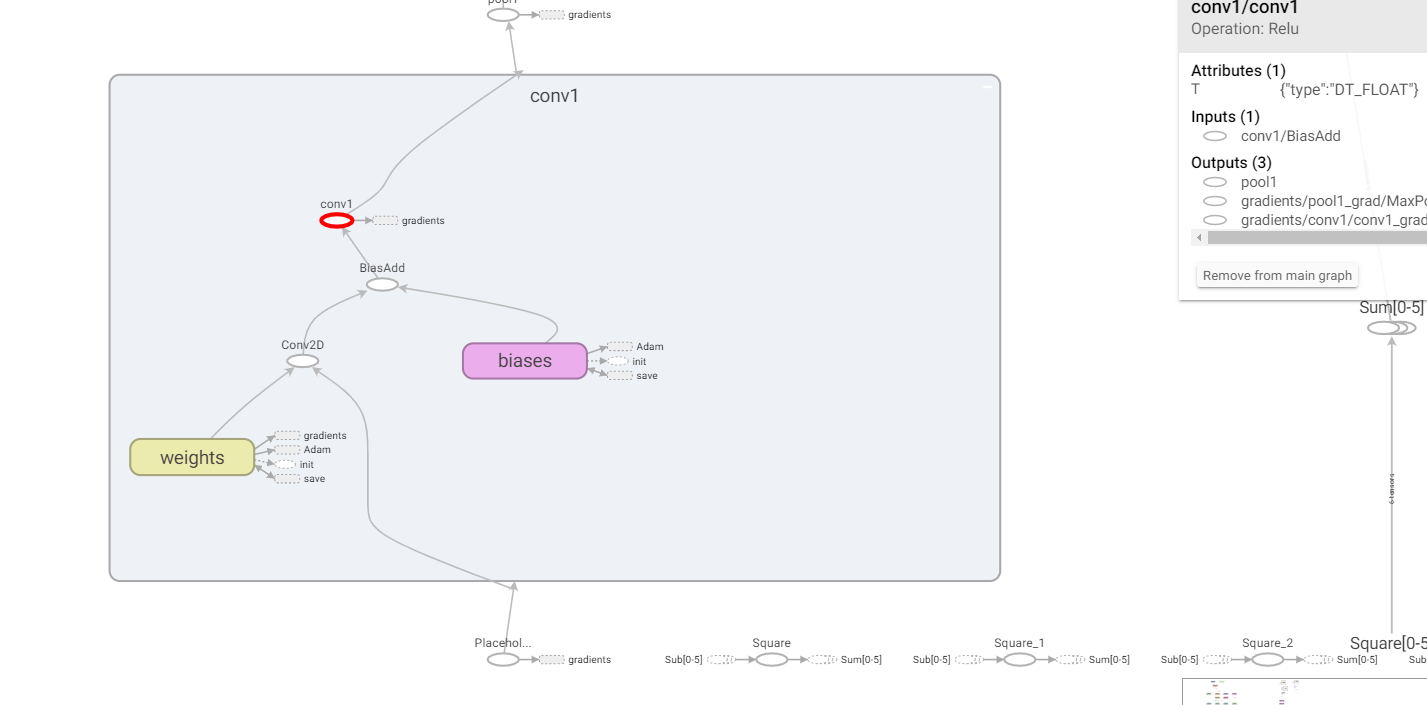 pool1
gradients
conv1
conv1
gradients
BiasAdd
Conv2D
biases
Adam
init
save
weights
gradients
Adam
init
save
Placehol...
gradients
Square
Sub[0-5]
Sum[0-5]
Square_1
Sub[0-5]
Sum[0-5]
Square_2
Sub[0-5]
Sum[0-5]
conv1/conv1
Operation: Relu
Attributes (1)
T {"type":"DT_FLOAT"}
Inputs (1)
conv1/BiasAdd
Outputs (3)
pool1
gradients/pool1_grad/MaxPo
gradients/conv1/conv1_grad
Remove from main graph
Sum[0-5]
6 tensors
Square[0-5
Sub